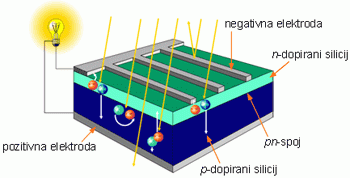 negativna elektroda
n-dopirani silicij
pn-spoj
pozitivna elektroda
p-dopirani silicij